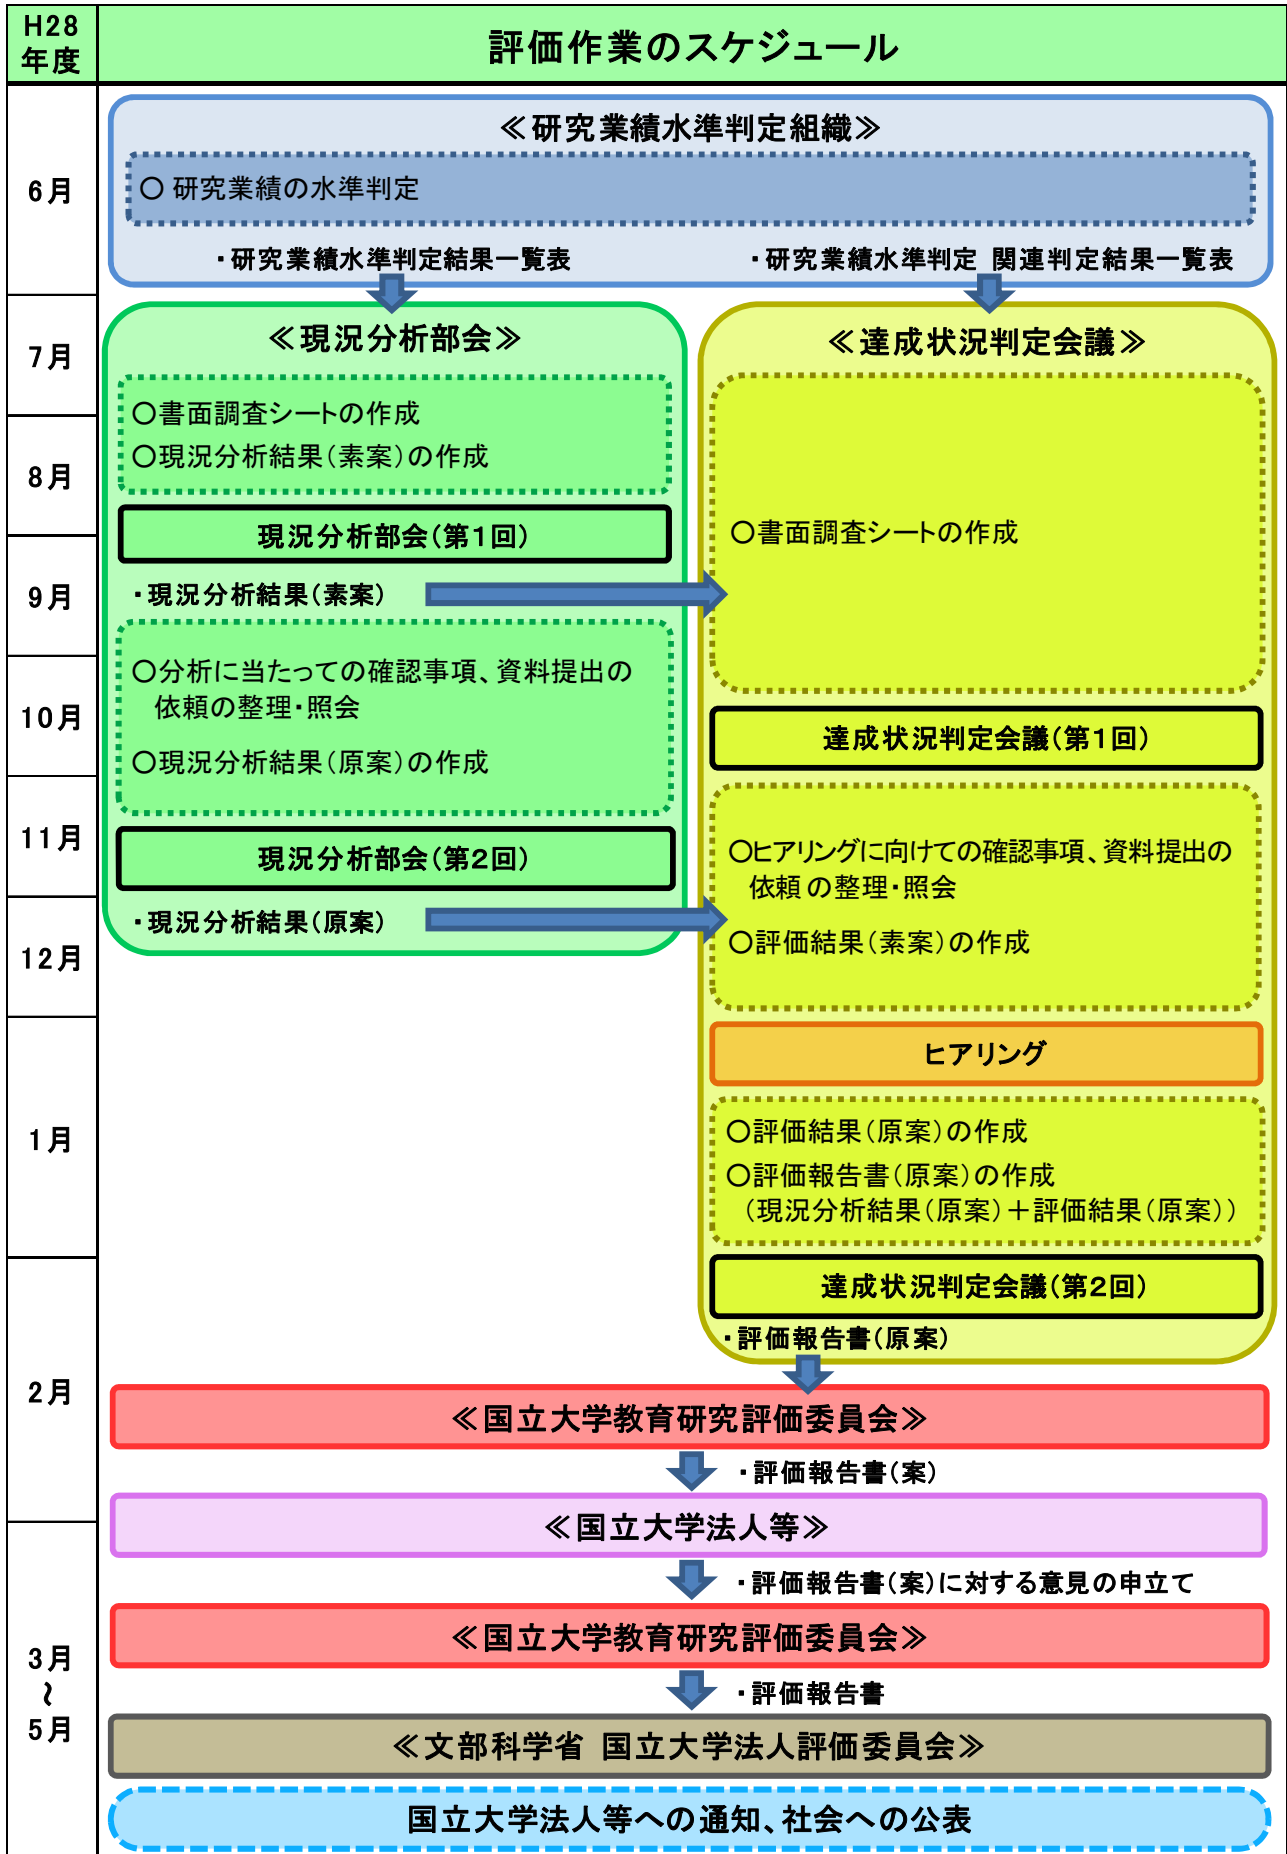 H28
年度
評価作業のスケジュール
6月
≪研究業績水準判定組織≫
○ 研究業績の水準判定
・研究業績水準判定結果一覧表
・研究業績水準判定 関連判定結果一覧表
7月
≪現況分析部会≫
○書面調査シートの作成
○現況分析結果(素案)の作成
8月
現況分析部会(第1回)
9月
・現況分析結果(素案)
○分析に当たっての確認事項、資料提出の
依頼の整理・照会
10月
○現況分析結果(原案)の作成
11月
現況分析部会(第2回)
・現況分析結果(原案)
12月
≪達成状況判定会議≫
○書面調査シートの作成
達成状況判定会議(第1回)
○ヒアリングに向けての確認事項、資料提出の
依頼の整理・照会
○評価結果(素案)の作成
ヒアリング
1月
○評価結果(原案)の作成
○評価報告書(原案)の作成
(現況分析結果(原案)+評価結果(原案))
達成状況判定会議(第2回)
・評価報告書(原案)
2月
≪国立大学教育研究評価委員会≫
・評価報告書(案)
≪国立大学法人等≫
・評価報告書(案)に対する意見の申立て
3月
~
5月
≪国立大学教育研究評価委員会≫
・評価報告書
≪文部科学省 国立大学法人評価委員会≫
国立大学法人等への通知、社会への公表